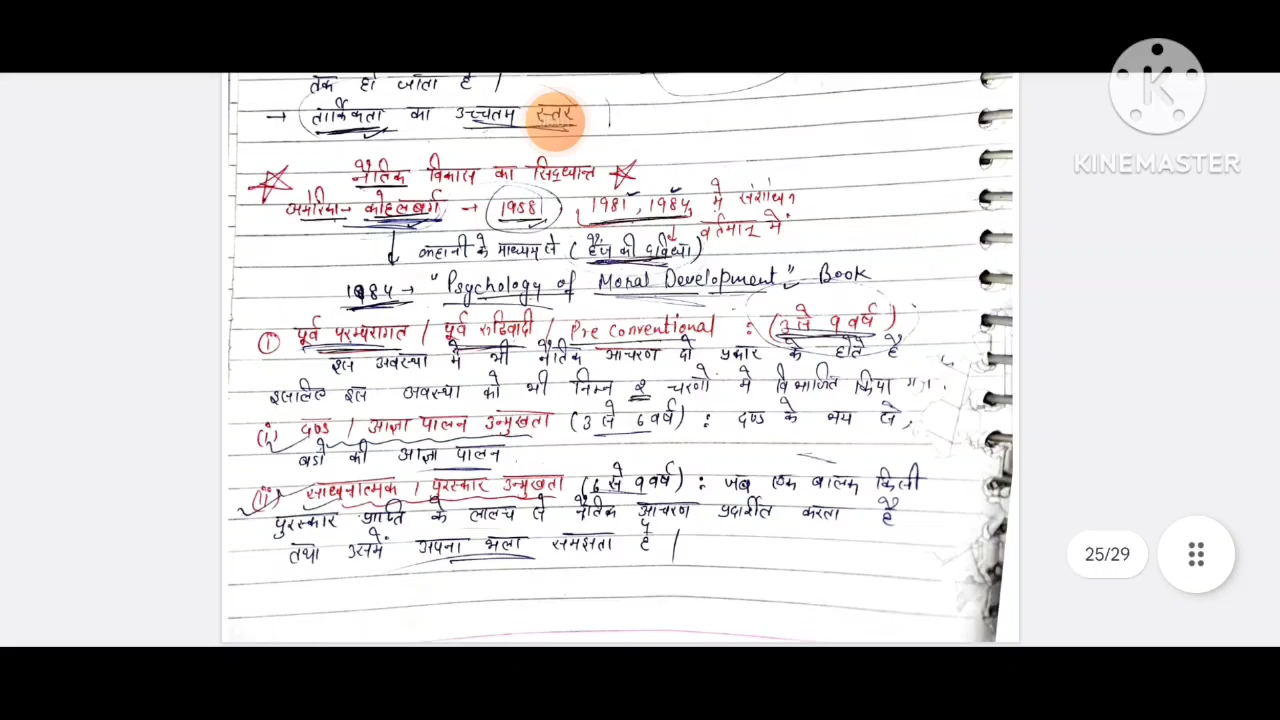 तक हो जाता है |
→ तार्किकता का उच्चतम स्तर
KINEMASTER
नैतिक विकास का सिद्धान्त
अमेरिका - कोहलबर्ग → 1958 1981, 1984 में संशोधन
वर्तमान में
कहानी के माध्यम से (हैंज की दुविधा)
1984 → "Psychology of Moral Development" Book
① पूर्व परम्परागत / पूर्व रूढिवादी / Pre Conventional : (3 से 9 वर्ष)
इस अवस्था में भी नैतिक आचरण दो प्रकार के होते है
इसलिए इस अवस्था को भी निम्न 2 चरणो मे विभाजित किया
(i) दण्ड / आज्ञा पालन उन्मुखता (3 से 6 वर्ष) : दण्ड के भय से,
बडो की आज्ञा पालन
(ii) साधनात्मक / पुरस्कार उन्मुखता (6 से 9 वर्ष) : जब एक बालक किसी
पुरस्कार प्राप्ति के लालच से नैतिक आचरण प्रदर्शित करता है
तथा उसमें अपना भला समझता है |
25/29